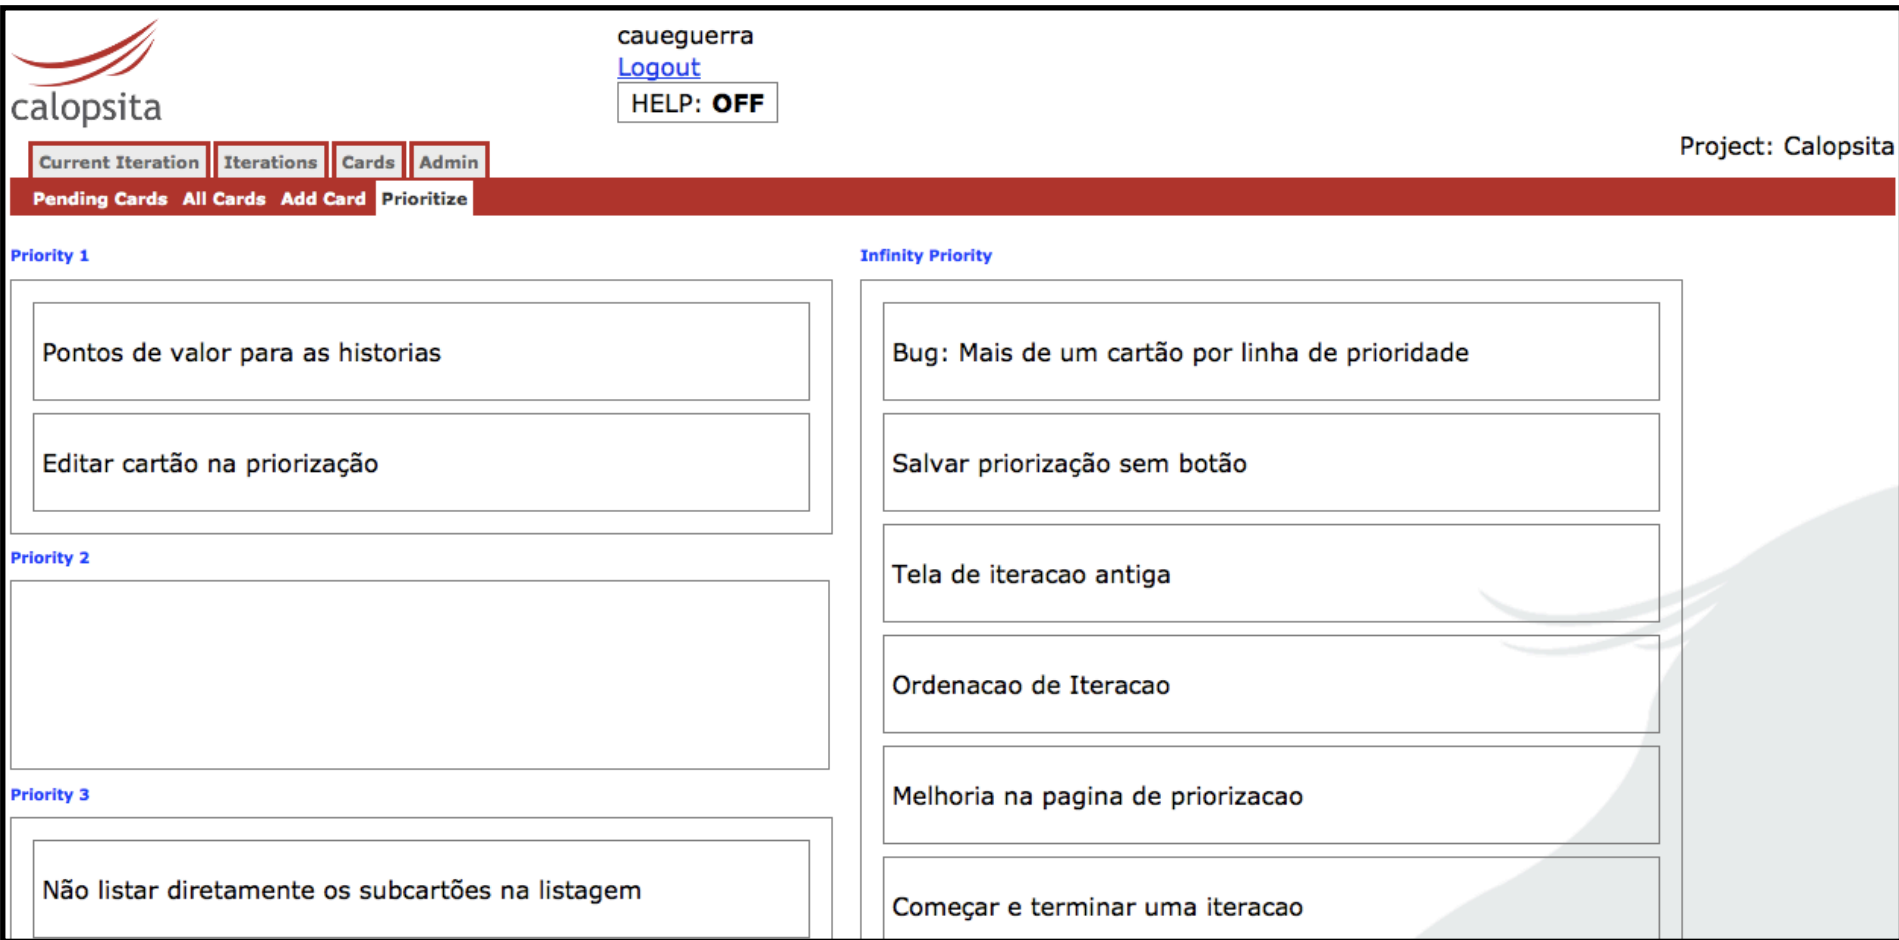 calopsita
caueguerra
Logout
HELP: OFF
Project: Calopsita
Current Iteration Iterations Cards Admin
Pending Cards All Cards Add Card Prioritize
Priority 1
Pontos de valor para as historias
Editar cartão na priorização
Priority 2
Priority 3
Não listar diretamente os subcartões na listagem
Infinity Priority
Bug: Mais de um cartão por linha de prioridade
Salvar priorização sem botão
Tela de iteracao antiga
Ordenacao de Iteracao
Melhoria na pagina de priorizacao
Começar e terminar uma iteracao